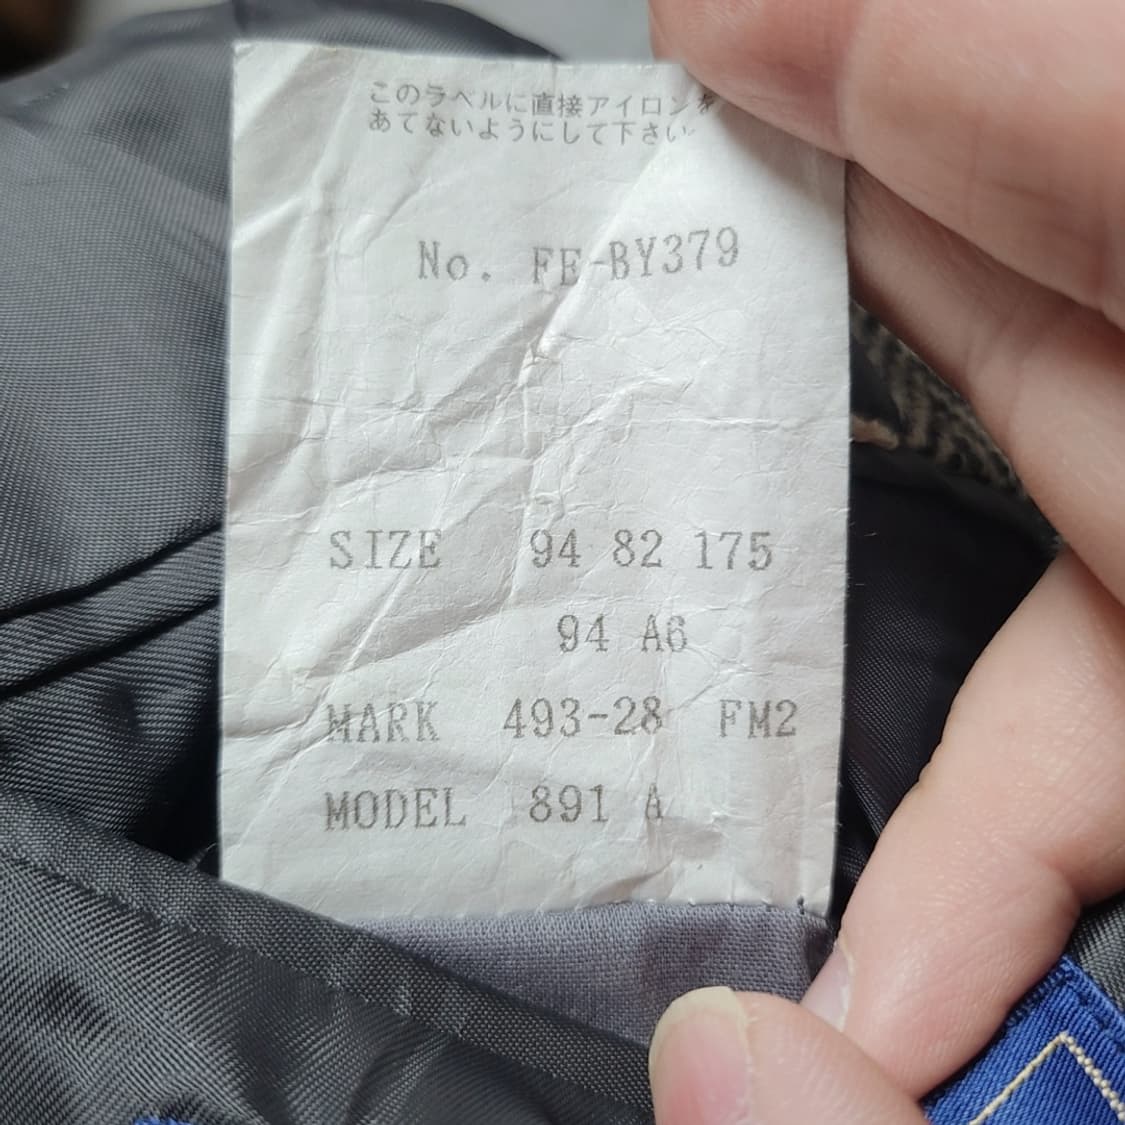 このラベルに直接アイロンを
あてないようにして下さい
No. FE-BY379
SIZE 94 82 175
94 A6
MARK 493-28 FM2
MODEL 891 A